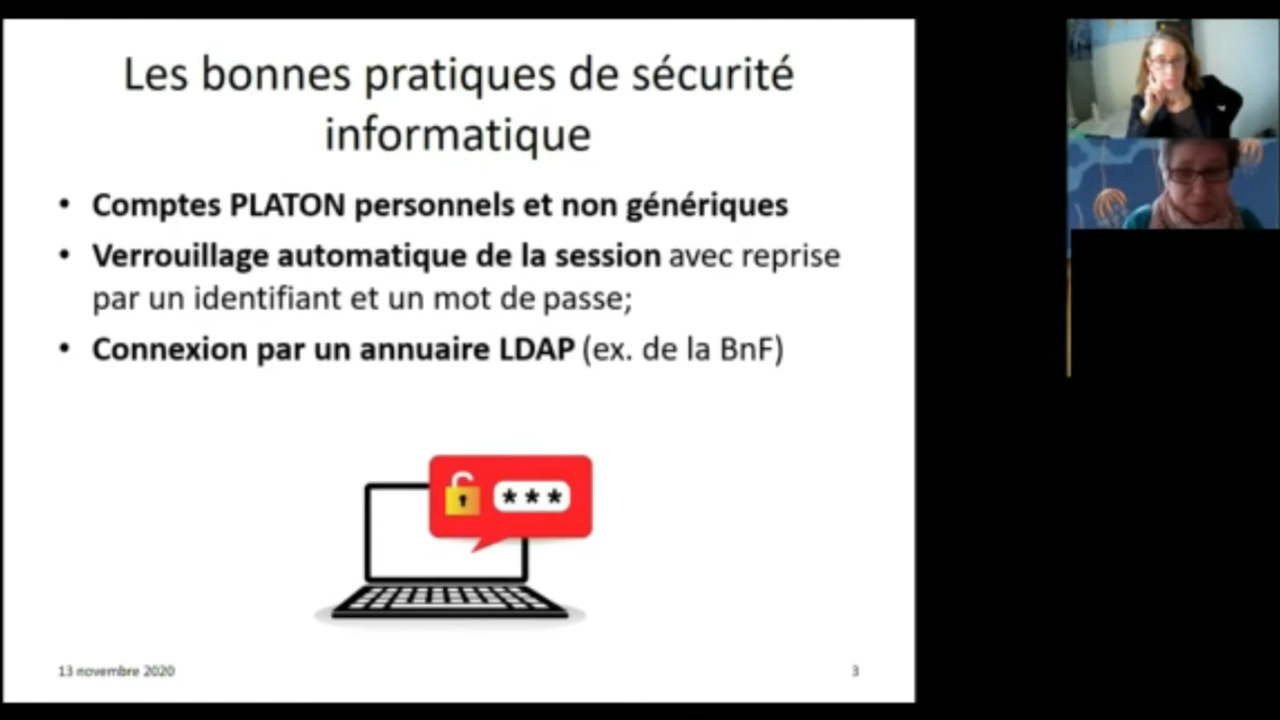 Les bonnes pratiques de sécurité
informatique
• Comptes PLATON personnels et non génériques
• Verrouillage automatique de la session avec reprise
par un identifiant et un mot de passe;
• Connexion par un annuaire LDAP (ex. de la BnF)
***
13 novembre 2020
3